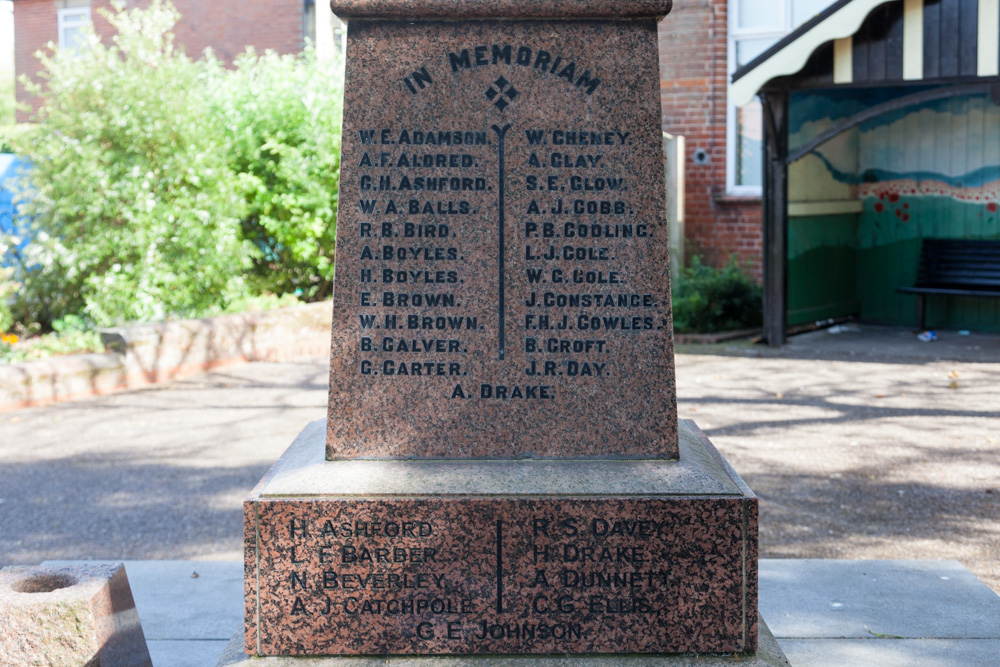 IN MEMORIAM
W. E. ADAMSON.
A. F. ALDRED.
G. H. ASHFORD.
W. A. BALLS.
R. B. BIRD.
A. BOYLES.
H. BOYLES.
E. BROWN.
W. H. BROWN.
B. CALVER.
G. CARTER.
W. CHENEY.
A. CLAY.
S. E. CLOW.
A. J. COBB.
P. B. CODLING.
L. J. COLE.
W. G. COLE.
J. CONSTANCE.
F. H. J. COWLES.
B. CROFT.
J. R. DAY.
A. DRAKE.
H. ASHFORD
L. F. BARBER.
N. BEVERLEY.
A. J. CATCHPOLE
R. S. DAVEY
H. DRAKE
A. DUNNETT.
C. G. ELLIS.
G. E. JOHNSON.